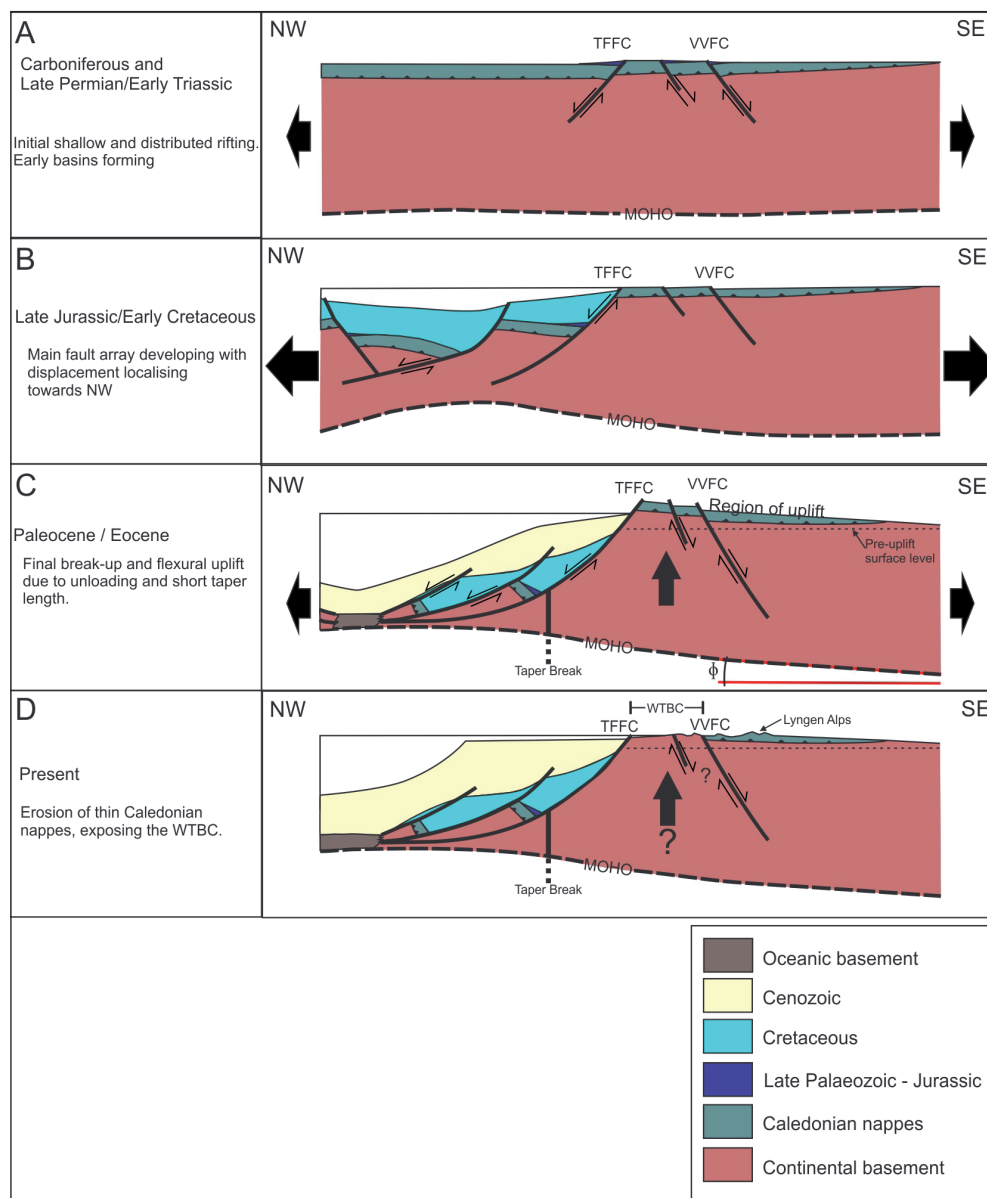 A
Carboniferous and
Late Permian/Early Triassic
Initial shallow and distributed rifting.
Early basins forming
NW
SE
TFFC
VVFC
MOHO
B
Late Jurassic/Early Cretaceous
Main fault array developing with
displacement localising
towards NW
NW
SE
TFFC
VVFC
MOHO
C
Paleocene / Eocene
Final break-up and flexural uplift
due to unloading and short taper
length.
NW
SE
TFFC
VVFC
Region of uplift
Pre-uplift
surface level
MOHO
Taper Break
ϕ
D
Present
Erosion of thin Caledonian
nappes, exposing the WTBC.
NW
SE
WTBC
TFFC
VVFC
Lyngen Alps
?
?
MOHO
Taper Break
Oceanic basement
Cenozoic
Cretaceous
Late Palaeozoic - Jurassic
Caledonian nappes
Continental basement